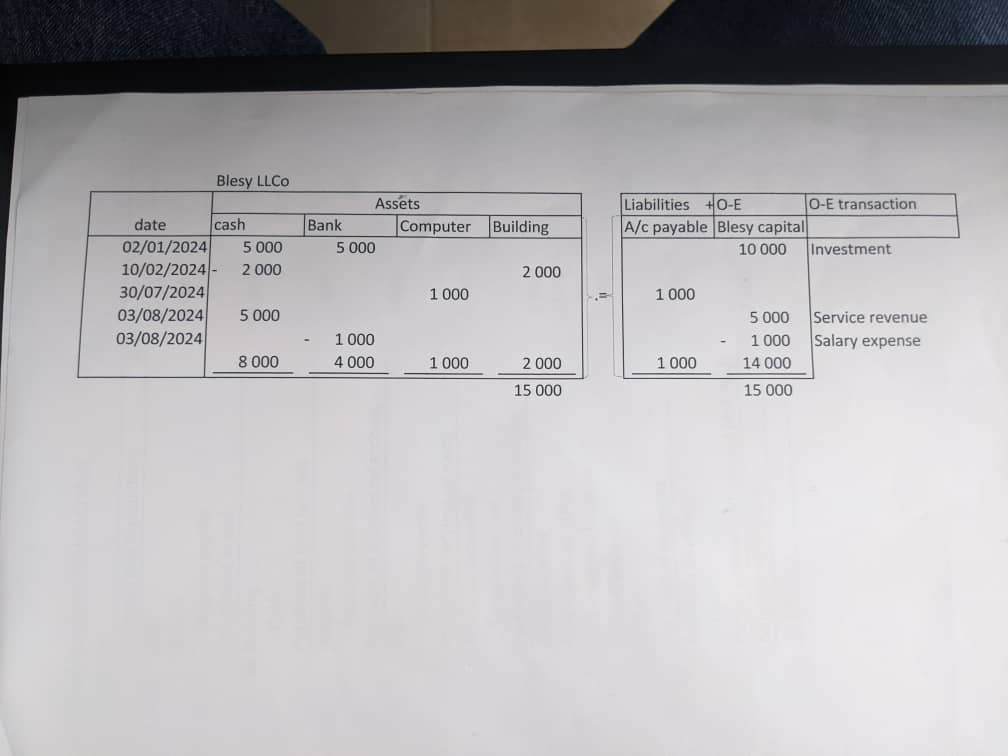 Blesy LLCo
Assets Liabilities +O-E O-E transaction
date cash Bank Computer Building A/c payable Blesy capital
02/01/2024 5 000 5 000 10 000 Investment
10/02/2024 - 2 000 2 000
30/07/2024 1 000 .=. 1 000
03/08/2024 5 000 5 000 Service revenue
03/08/2024 - 1 000 - 1 000 Salary expense
8 000 4 000 1 000 2 000 1 000 14 000
15 000 15 000